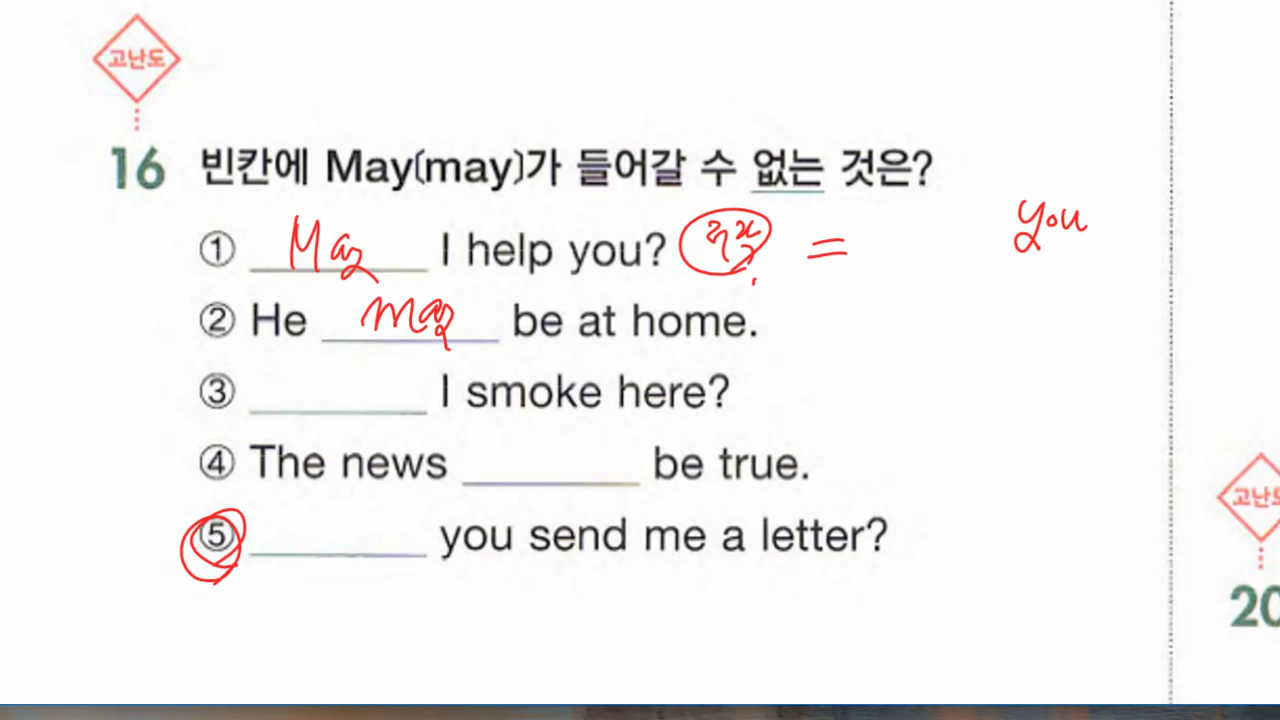 고난도
16 빈칸에 May(may)가 들어갈 수 없는 것은?
① May I help you? = you
② He may be at home.
③ ________ I smoke here?
④ The news ________ be true.
⑤ ________ you send me a letter?
고난도
20